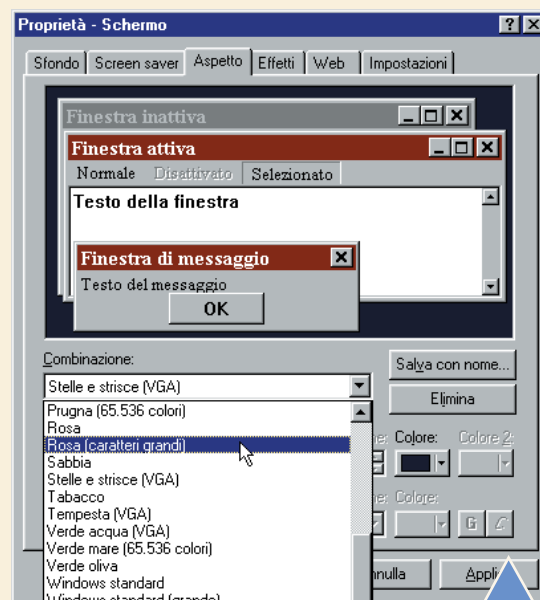 Proprietà - Schermo
Sfondo Screen saver Aspetto Effetti Web Impostazioni
Finestra inattiva
Finestra attiva
Normale Disattivato Selezionato
Testo della finestra
Finestra di messaggio
Testo del messaggio
OK
Combinazione:
Salva con nome...
Stelle e strisce (VGA)
Elimina
Prugna (65.536 colori)
Rosa
Rosa (caratteri grandi)
Colore: Colore 2:
Sabbia
Stelle e strisce (VGA)
Tabacco
Colore:
Tempesta (VGA)
Verde acqua (VGA)
G C
Verde mare (65.536 colori)
Verde oliva
Windows standard
Windows standard (grande)